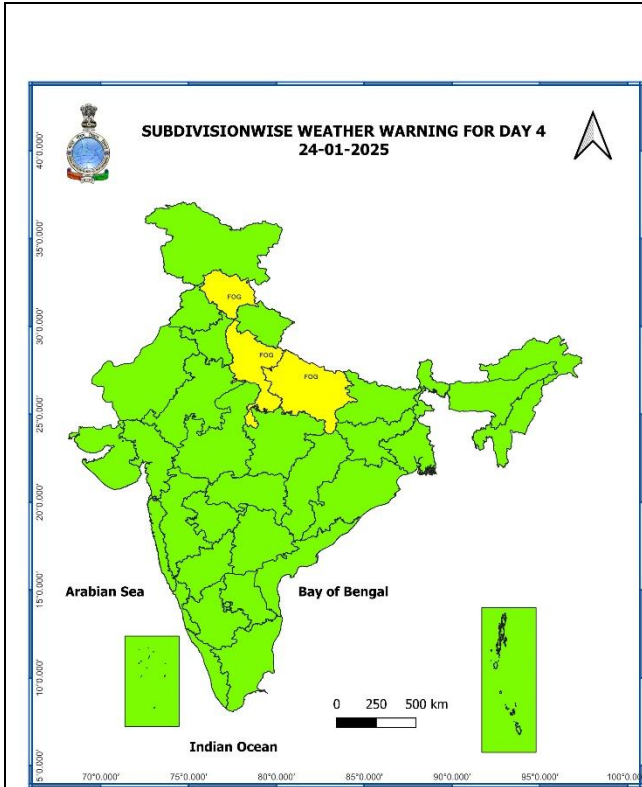 SUBDIVISIONWISE WEATHER WARNING FOR DAY 4
24-01-2025
40°0.000'
35°0.000'
FOG
30°0.000'
FOG
FOG
25°0.000'
20°0.000'
15°0.000'
Arabian Sea
Bay of Bengal
10°0.000'
0 250 500 km
Indian Ocean
5°0.000'
70°0.000' 75°0.000' 80°0.000' 85°0.000' 90°0.000' 95°0.000' 100°0.000'